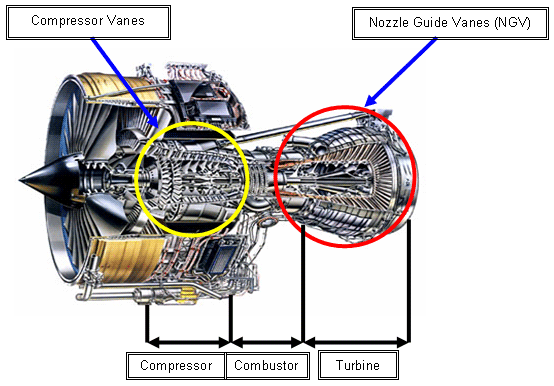 Compressor Vanes
Nozzle Guide Vanes (NGV)
Compressor
Combustor
Turbine